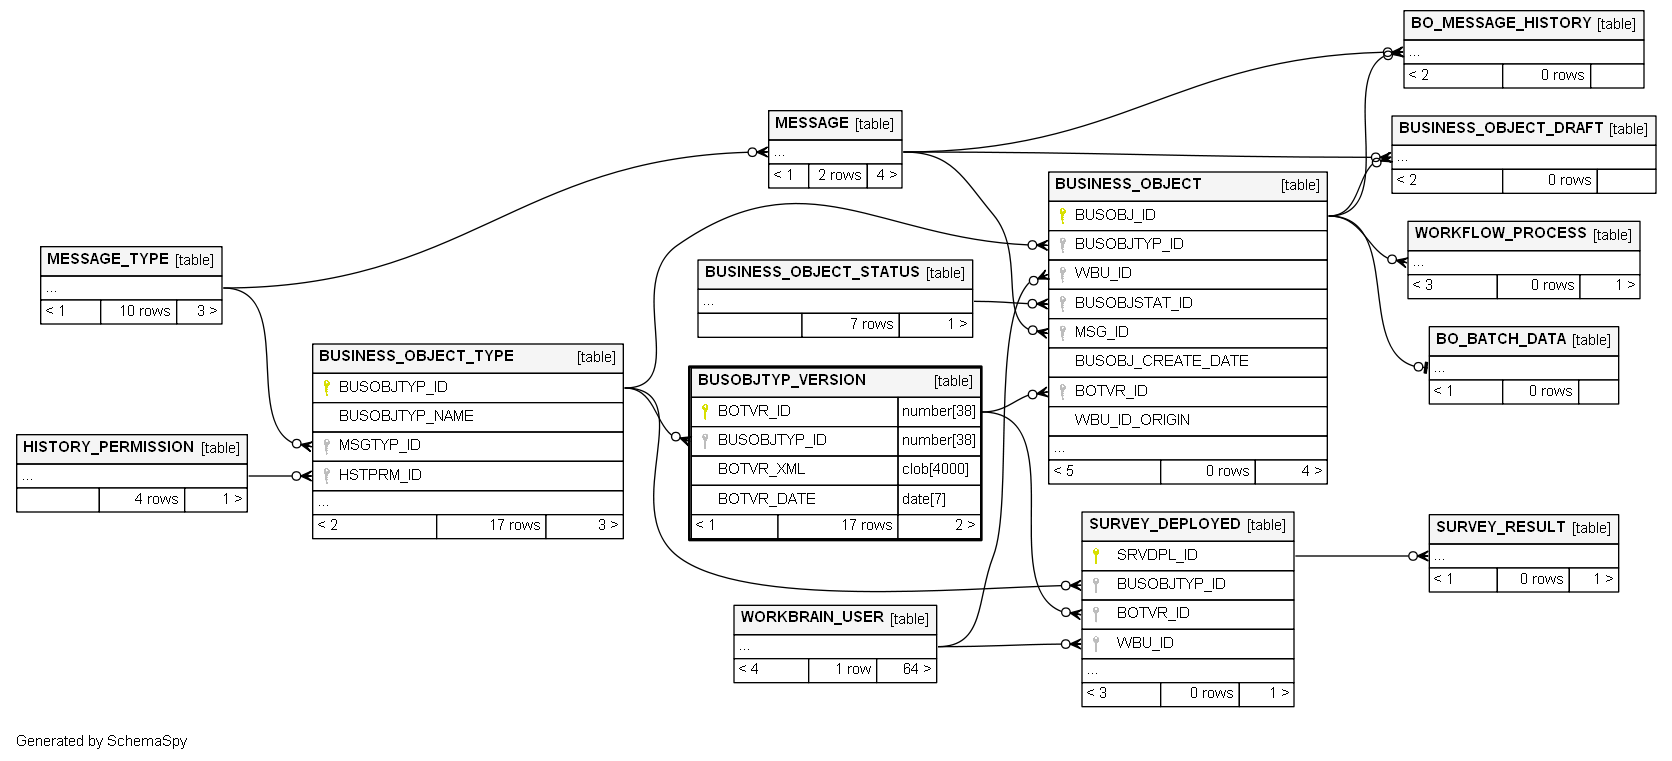 BO_MESSAGE_HISTORY [table]
...
< 2 0 rows
MESSAGE [table]
...
< 1 2 rows 4 >
BUSINESS_OBJECT_DRAFT [table]
...
< 2 0 rows
BUSINESS_OBJECT [table]
BUSOBJ_ID
BUSOBJTYP_ID
WBU_ID
BUSOBJSTAT_ID
MSG_ID
BUSOBJ_CREATE_DATE
BOTVR_ID
WBU_ID_ORIGIN
...
< 5 0 rows 4 >
WORKFLOW_PROCESS [table]
...
< 3 0 rows 1 >
MESSAGE_TYPE [table]
...
< 1 10 rows 3 >
BUSINESS_OBJECT_STATUS [table]
...
7 rows 1 >
BO_BATCH_DATA [table]
...
< 1 0 rows
BUSINESS_OBJECT_TYPE [table]
BUSOBJTYP_ID
BUSOBJTYP_NAME
MSGTYP_ID
HSTPRM_ID
...
< 2 17 rows 3 >
BUSOBJTYP_VERSION [table]
BOTVR_ID number[38]
BUSOBJTYP_ID number[38]
BOTVR_XML clob[4000]
BOTVR_DATE date[7]
< 1 17 rows 2 >
HISTORY_PERMISSION [table]
...
4 rows 1 >
SURVEY_DEPLOYED [table]
SRVDPL_ID
BUSOBJTYP_ID
BOTVR_ID
WBU_ID
...
< 3 0 rows 1 >
SURVEY_RESULT [table]
...
< 1 0 rows 1 >
WORKBRAIN_USER [table]
...
< 4 1 row 64 >
Generated by SchemaSpy